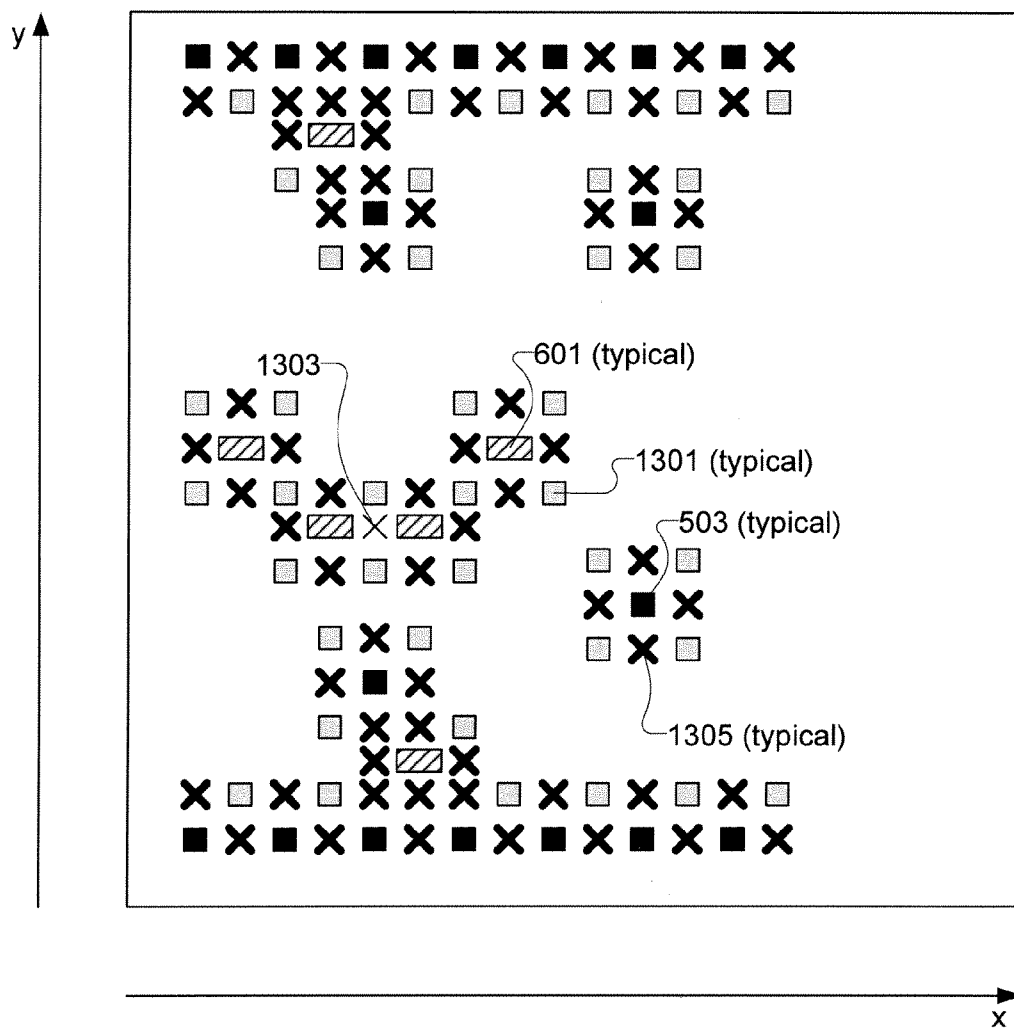 y
1303
601 (typical)
1301 (typical)
503 (typical)
1305 (typical)
x